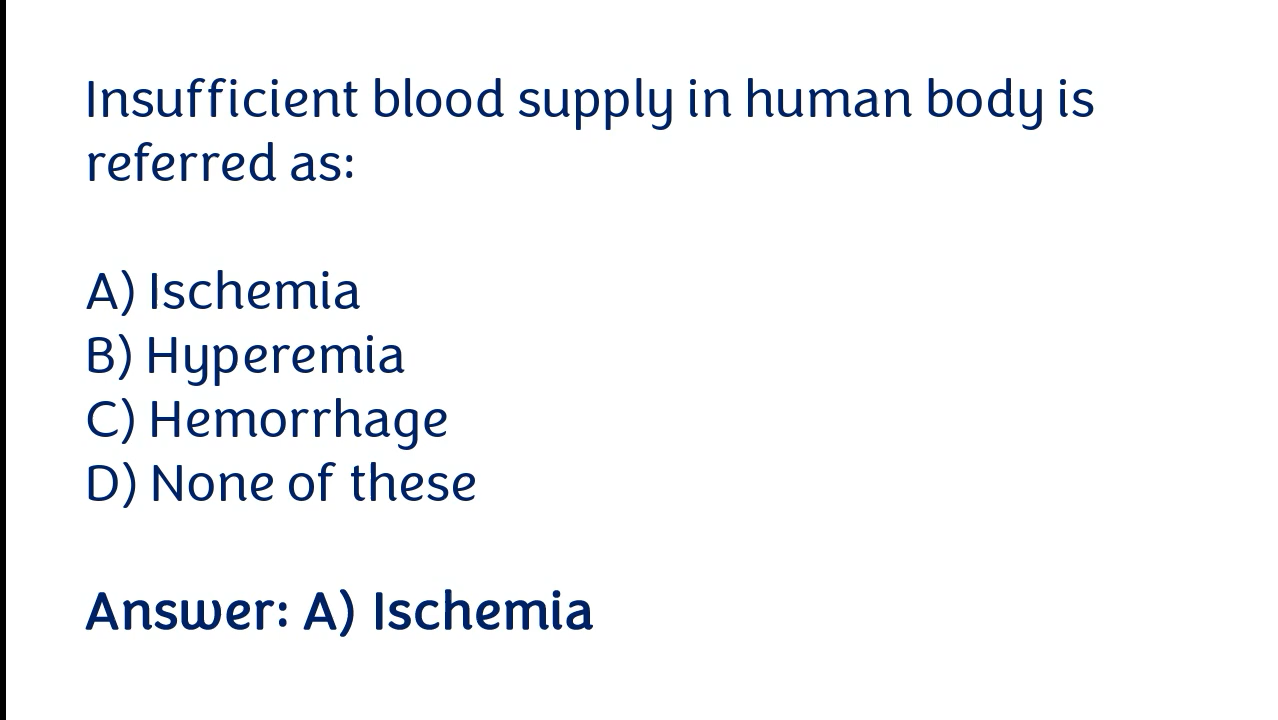 Insufficient blood supply in human body is
referred as:
A) Ischemia
B) Hyperemia
C) Hemorrhage
D) None of these
Answer: A) Ischemia